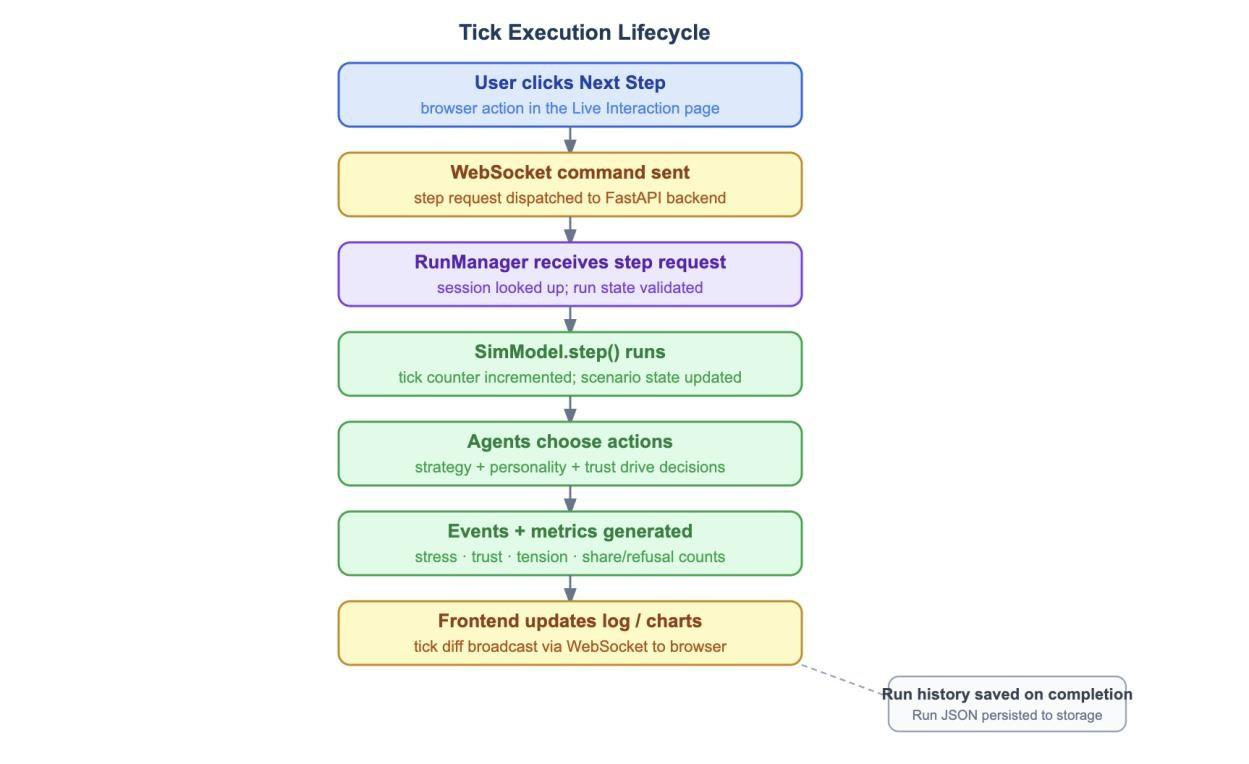 Tick Execution Lifecycle
User clicks Next Step
browser action in the Live Interaction page
WebSocket command sent
step request dispatched to FastAPI backend
RunManager receives step request
session looked up; run state validated
SimModel.step() runs
tick counter incremented; scenario state updated
Agents choose actions
strategy + personality + trust drive decisions
Events + metrics generated
stress · trust · tension · share/refusal counts
Frontend updates log / charts
tick diff broadcast via WebSocket to browser
Run history saved on completion
Run JSON persisted to storage